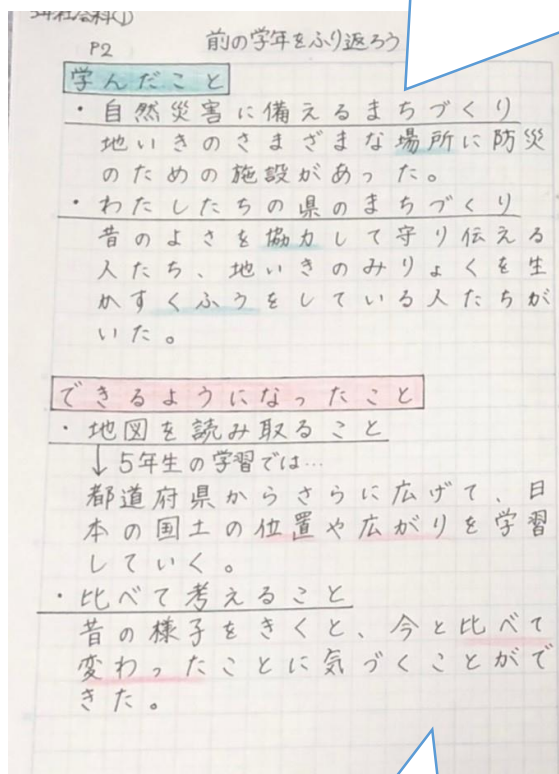 5年社会科①
P2 前の学年をふり返ろう
学んだこと
・自然災害に備えるまちづくり
地いきのさまざまな場所に防災
のための施設があった。
・わたしたちの県のまちづくり
昔のよさを協力して守り伝える
人たち、地いきのみりょくを生
かすくふうをしている人たちが
いた。
できるようになったこと
・地図を読み取ること
↓5年生の学習では…
都道府県からさらに広げて、日
本の国土の位置や広がりを学習
していく。
・比べて考えること
昔の様子をきくと、今と比べて
変わったことに気づくことがで
きた。